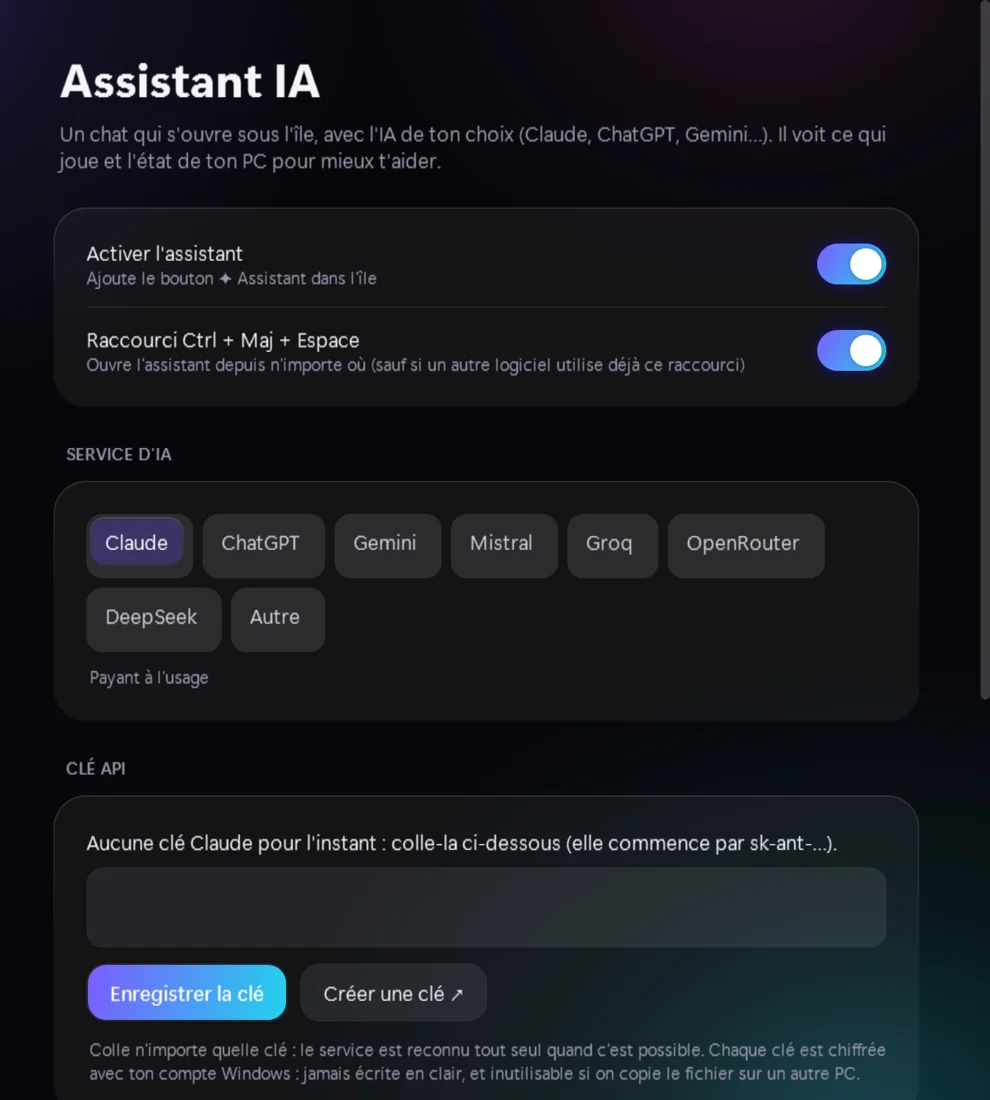 Assistant IA
Un chat qui s'ouvre sous l'île, avec l'IA de ton choix (Claude, ChatGPT, Gemini...). Il voit ce qui
joue et l'état de ton PC pour mieux t'aider.
Activer l'assistant
Ajoute le bouton ✦ Assistant dans l'île
Raccourci Ctrl + Maj + Espace
Ouvre l'assistant depuis n'importe où (sauf si un autre logiciel utilise déjà ce raccourci)
SERVICE D'IA
Claude ChatGPT Gemini Mistral Groq OpenRouter
DeepSeek Autre
Payant à l'usage
CLÉ API
Aucune clé Claude pour l'instant : colle-la ci-dessous (elle commence par sk-ant-...).
Enregistrer la clé Créer une clé ↗
Colle n'importe quelle clé : le service est reconnu tout seul quand c'est possible. Chaque clé est chiffrée
avec ton compte Windows : jamais écrite en clair, et inutilisable si on copie le fichier sur un autre PC.